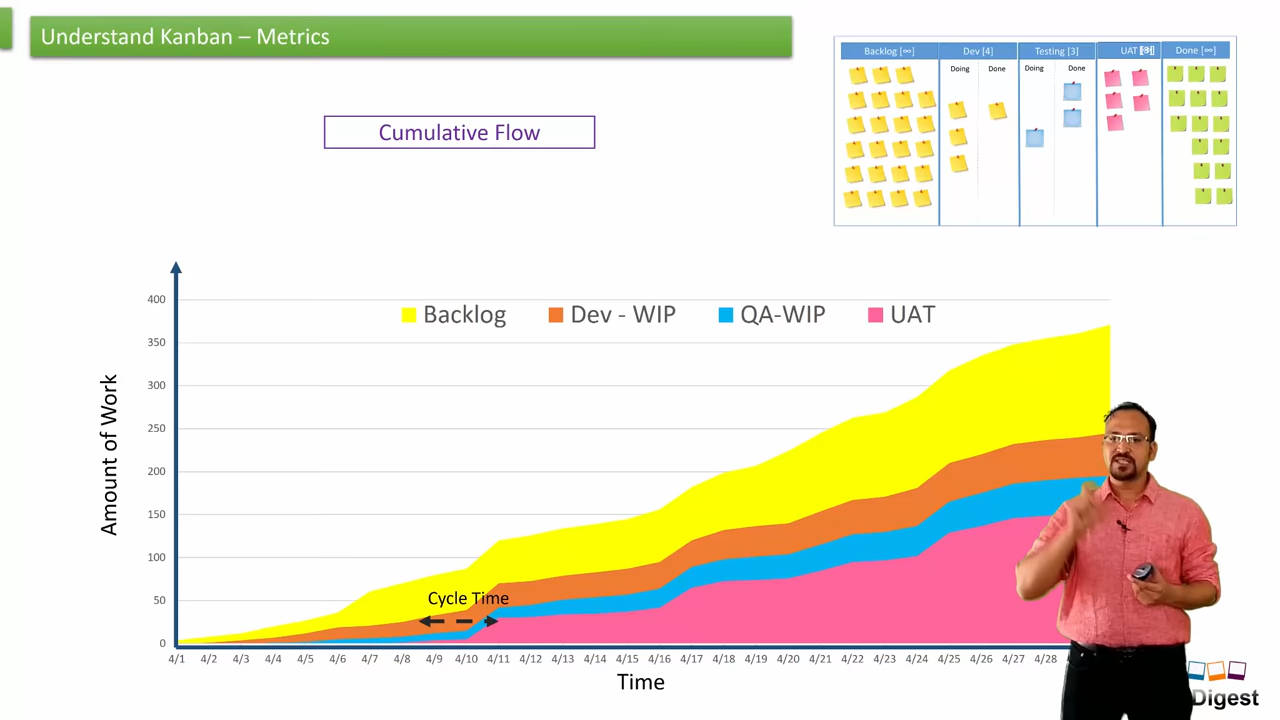 Understand Kanban – Metrics
Backlog [∞]
Dev [4]
Testing [3]
UAT
Done [∞]
Doing
Done
Doing
Done
Cumulative Flow
Backlog
Dev - WIP
QA-WIP
UAT
400
350
300
250
200
150
100
50
0
Amount of Work
Cycle Time
4/1 4/2 4/3 4/4 4/5 4/6 4/7 4/8 4/9 4/10 4/11 4/12 4/13 4/14 4/15 4/16 4/17 4/18 4/19 4/20 4/21 4/22 4/23 4/24 4/25 4/26 4/27 4/28
Time
Digest